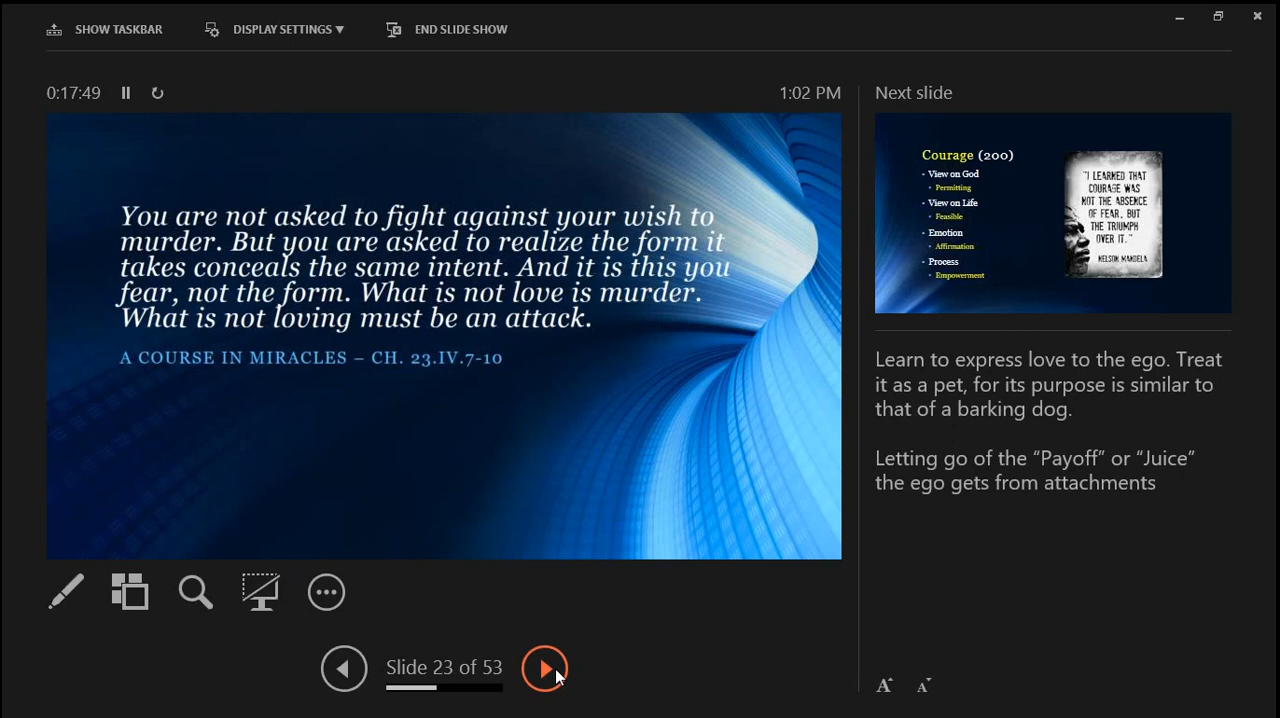 SHOW TASKBAR
DISPLAY SETTINGS ▼
END SLIDE SHOW
0:17:49
1:02 PM
You are not asked to fight against your wish to
murder. But you are asked to realize the form it
takes conceals the same intent. And it is this you
fear, not the form. What is not love is murder.
What is not loving must be an attack.
A COURSE IN MIRACLES – CH. 23.IV.7-10
Slide 23 of 53
Next slide
Courage (200)
- View on God
• Permitting
- View on Life
• Feasible
- Emotion
• Affirmation
- Process
• Empowerment
"I LEARNED THAT
COURAGE WAS
NOT THE ABSENCE
OF FEAR, BUT
THE TRIUMPH
OVER IT."
NELSON MANDELA
Learn to express love to the ego. Treat
it as a pet, for its purpose is similar to
that of a barking dog.
Letting go of the “Payoff” or “Juice”
the ego gets from attachments
A A